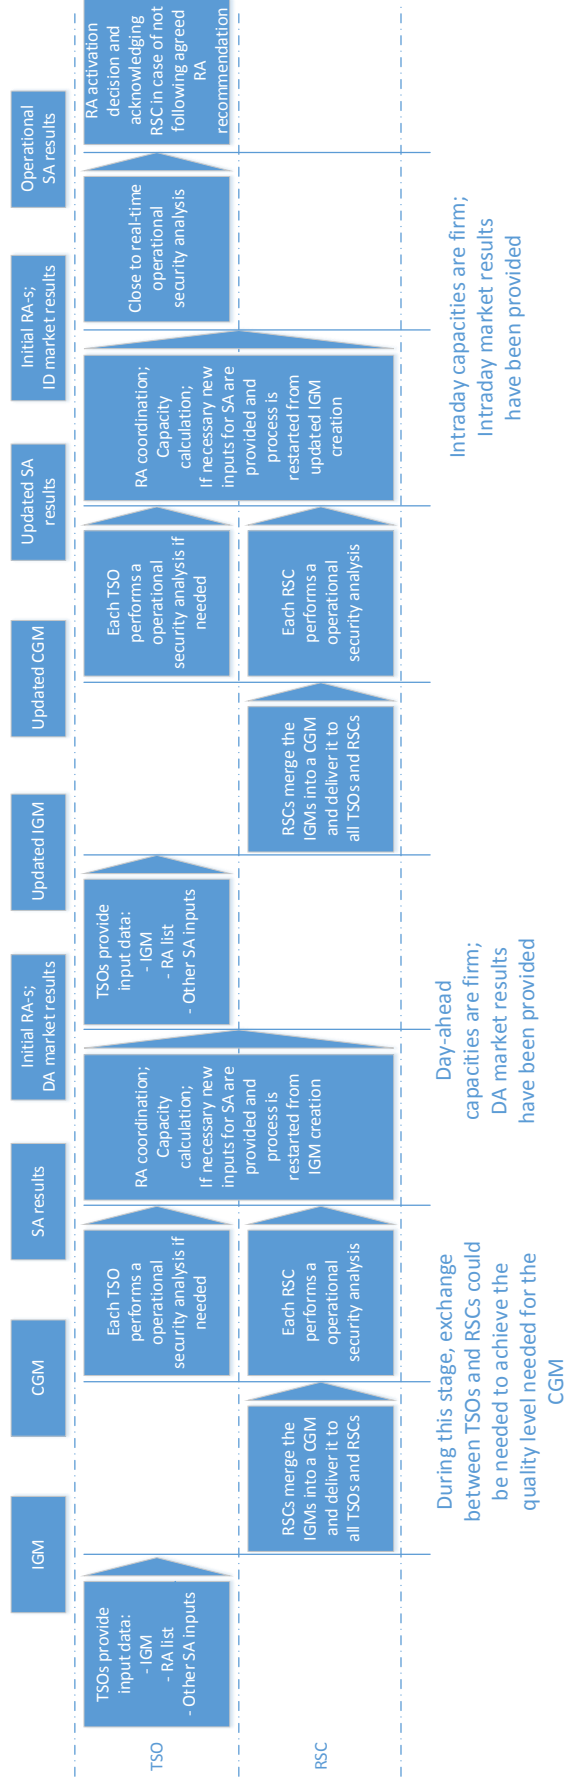 IGM
CGM
SA results
Initial RA-s;
DA market results
Updated IGM
Updated CGM
Updated SA
results
Initial RA-s;
ID market results
Operational
SA results
TSO
TSOs provide
input data:
- IGM
- RA list
- Other SA inputs
Each TSO
performs a
operational
security analysis if
needed
RA coordination;
Capacity
calculation;
If necessary new
inputs for SA are
provided and
process is
restarted from
IGM creation
TSOs provide
input data:
- IGM
- RA list
- Other SA inputs
Each TSO
performs a
operational
security analysis if
needed
RA coordination;
Capacity
calculation;
If necessary new
inputs for SA are
provided and
process is
restarted from
updated IGM
creation
Close to real-time
operational
security analysis
RA activation
decision and
acknowledging
RSC in case of not
following agreed
RA
recommendation
RSC
RSCs merge the
IGMs into a CGM
and deliver it to
all TSOs and RSCs
Each RSC
performs a
operational
security analysis
RSCs merge the
IGMs into a CGM
and deliver it to
all TSOs and RSCs
Each RSC
performs a
operational
security analysis
During this stage, exchange
between TSOs and RSCs could
be needed to achieve the
quality level needed for the
CGM
Day-ahead
capacities are firm;
DA market results
have been provided
Intraday capacities are firm;
Intraday market results
have been provided